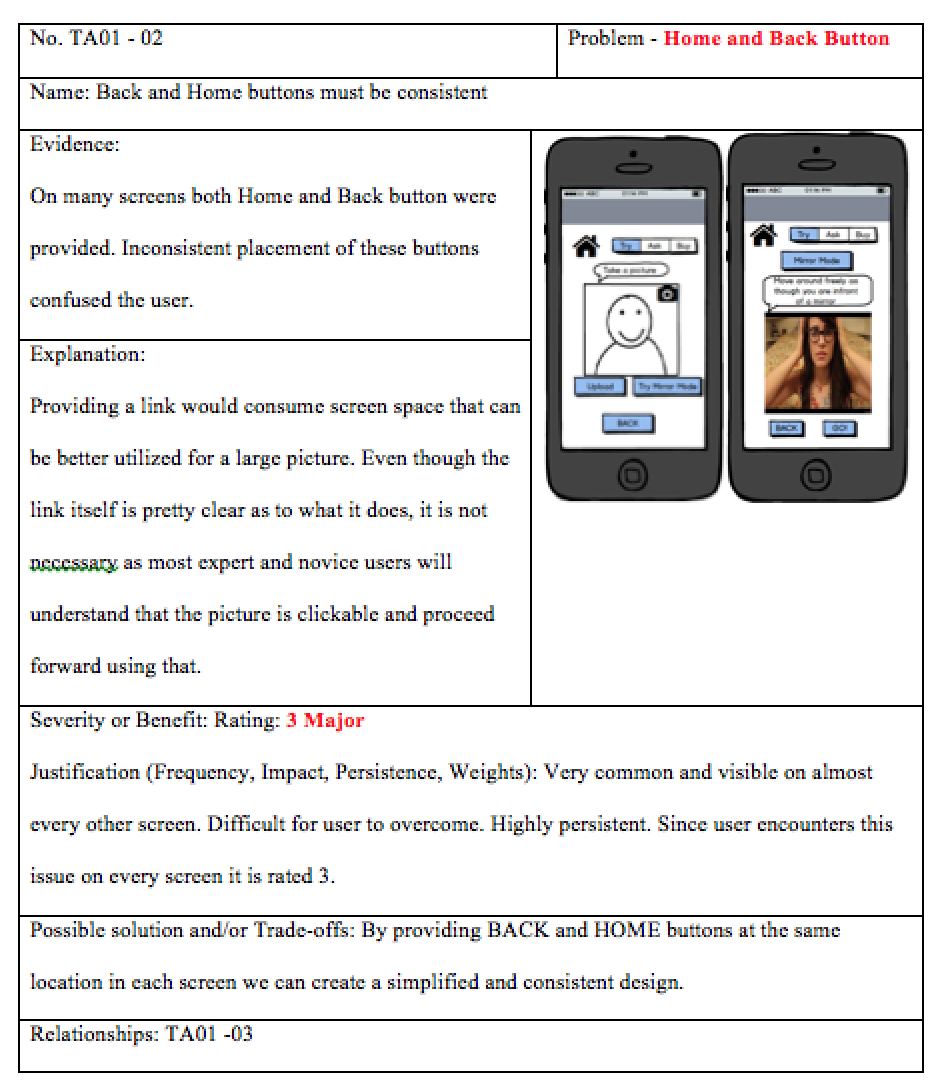 No. TA01 - 02
Problem - Home and Back Button
Name: Back and Home buttons must be consistent
Evidence:
On many screens both Home and Back button were
provided. Inconsistent placement of these buttons
confused the user.
ABC 01:16 PM
Try Ask Buy
Take a picture
Upload Try Mirror Mode
BACK
ABC 01:16 PM
Try Ask Buy
Mirror Mode
Move around freely as
though you are infront
of a mirror
BACK GO!
Explanation:
Providing a link would consume screen space that can
be better utilized for a large picture. Even though the
link itself is pretty clear as to what it does, it is not
necessary as most expert and novice users will
understand that the picture is clickable and proceed
forward using that.
Severity or Benefit: Rating: 3 Major
Justification (Frequency, Impact, Persistence, Weights): Very common and visible on almost
every other screen. Difficult for user to overcome. Highly persistent. Since user encounters this
issue on every screen it is rated 3.
Possible solution and/or Trade-offs: By providing BACK and HOME buttons at the same
location in each screen we can create a simplified and consistent design.
Relationships: TA01 -03